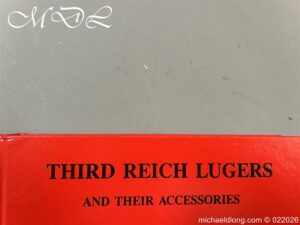 MDL
THIRD REICH LUGERS
AND THEIR ACCESSORIES
michaeldlong.com © 022026